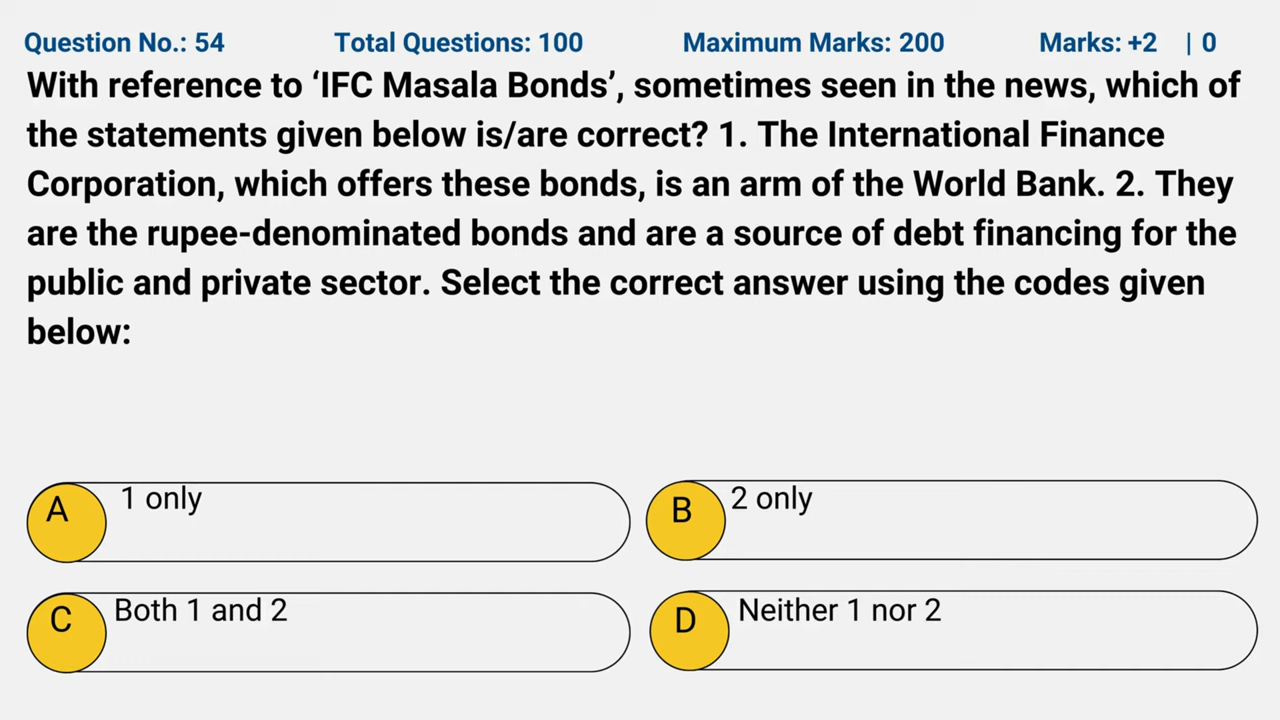 Question No.: 54 Total Questions: 100 Maximum Marks: 200 Marks: +2 | 0
With reference to ‘IFC Masala Bonds’, sometimes seen in the news, which of
the statements given below is/are correct? 1. The International Finance
Corporation, which offers these bonds, is an arm of the World Bank. 2. They
are the rupee-denominated bonds and are a source of debt financing for the
public and private sector. Select the correct answer using the codes given
below:
A 1 only
B 2 only
C Both 1 and 2
D Neither 1 nor 2